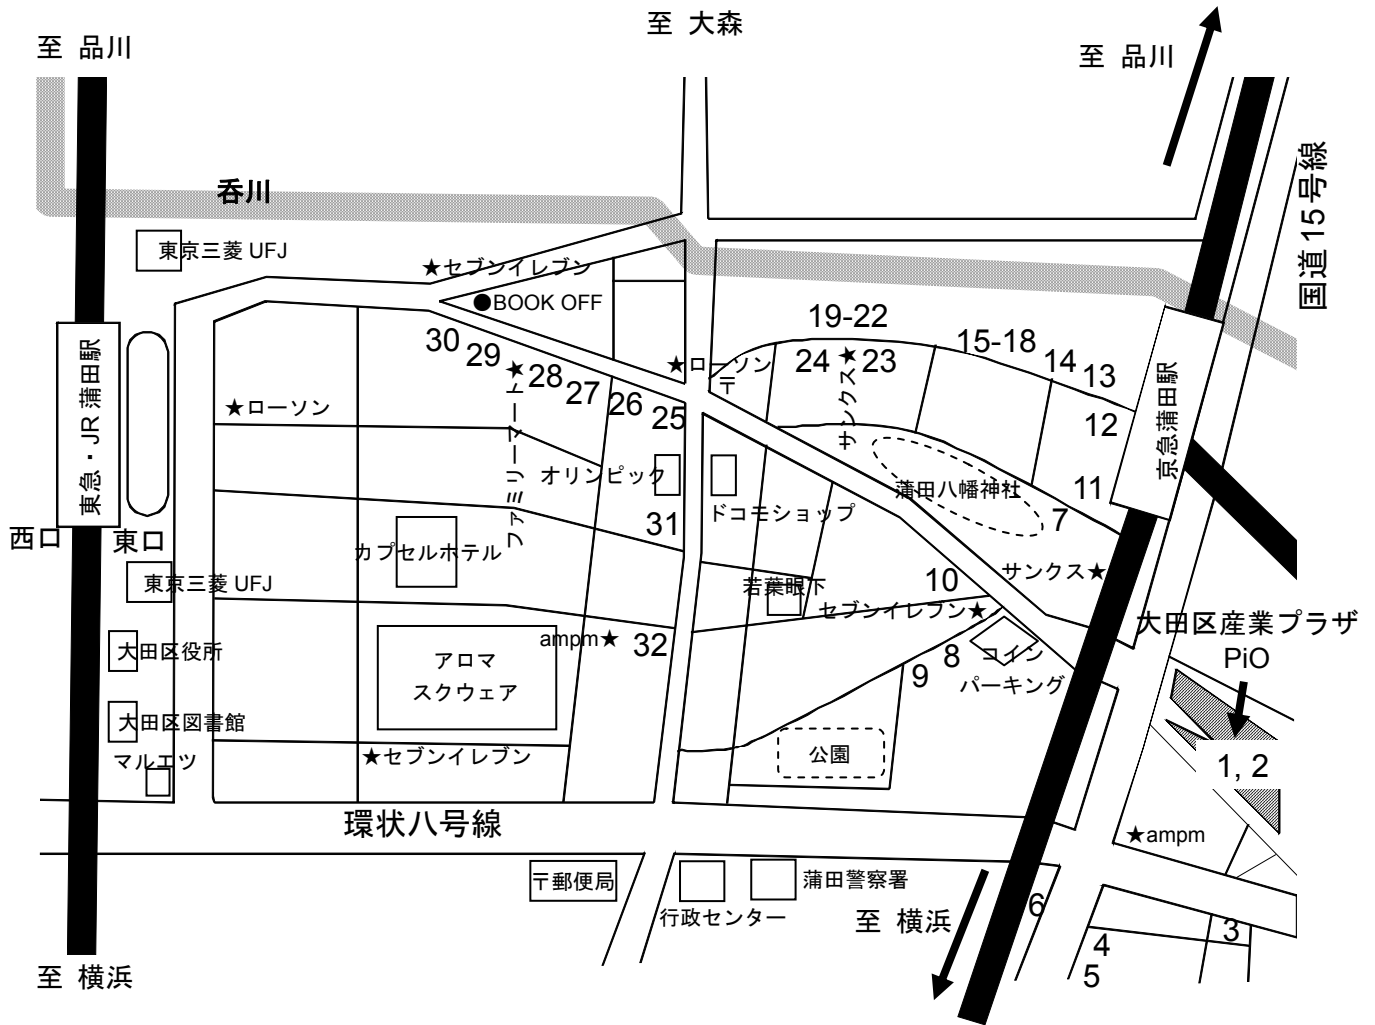 至 大森
至 品川
至 品川
国道15号線
呑川
東京三菱 UFJ
★セブンイレブン
●BOOK OFF
19-22
15-18
30
29
28
27
26
25
24
★
23
14
13
12
11
★ローソン
〒
サンクス
ファミリーマート★
★ローソン
東急・JR 蒲田駅
京急蒲田駅
オリンピック
蒲田八幡神社
7
ドコモショップ
31
西口
東口
カプセルホテル
東京三菱 UFJ
若葉眼下
10
サンクス★
セブンイレブン★
大田区産業プラザ
PiO
大田区役所
ampm★
32
アロマ
スクウェア
8
9
コイン
パーキング
大田区図書館
マルエツ
★セブンイレブン
公園
1, 2
環状八号線
★ampm
〒郵便局
行政センター
蒲田警察署
至 横浜
6
4
3
5
至 横浜